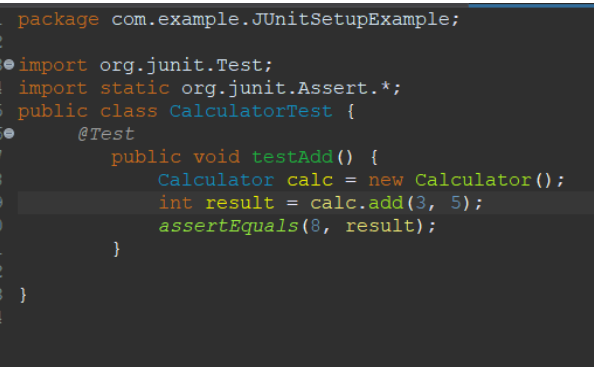 package com.example.JUnitSetupExample;
import org.junit.Test;
import static org.junit.Assert.*;
public class CalculatorTest {
@Test
public void testAdd() {
Calculator calc = new Calculator();
int result = calc.add(3, 5);
assertEquals(8, result);
}
}